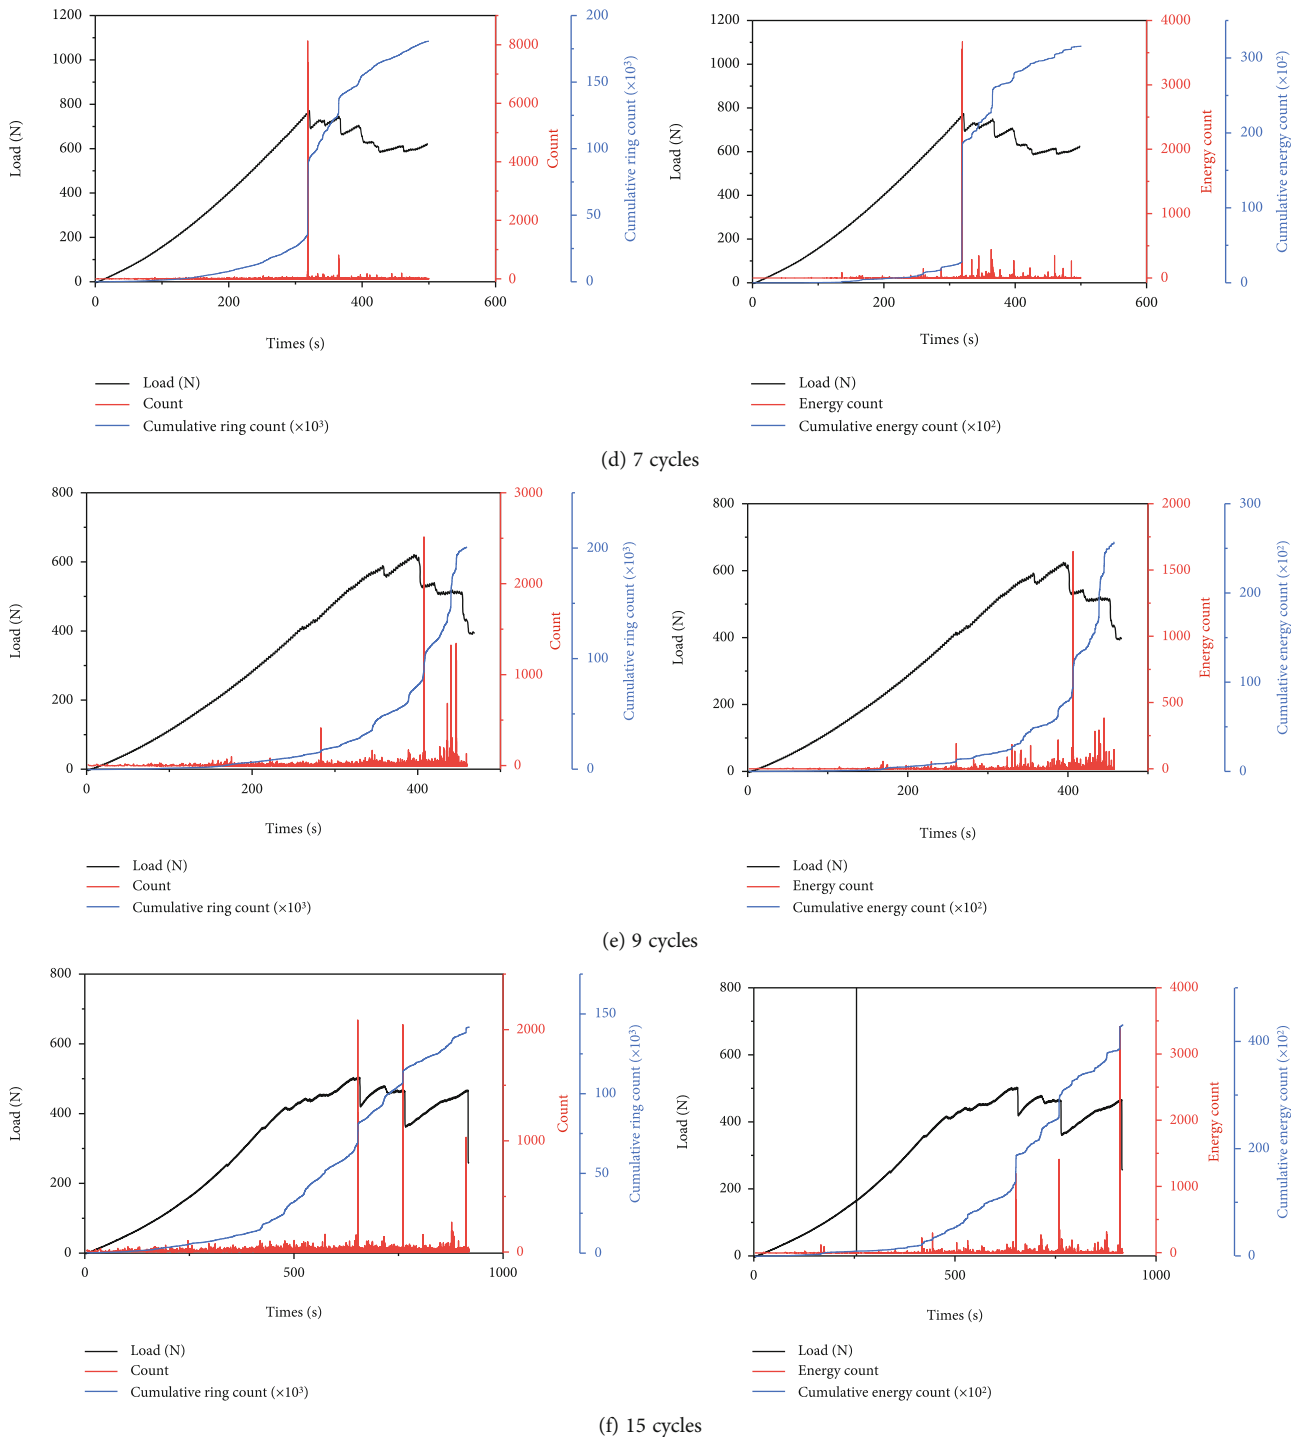 1200
1000
800
600
400
200
0
Load (N)
0
200
400
600
Times (s)
8000
6000
4000
2000
0
Count
200
150
100
50
0
Cumulative ring count (×10³)
Load (N)
Count
Cumulative ring count (×10³)
1200
1000
800
600
400
200
0
Load (N)
0
200
400
600
Times (s)
4000
3000
2000
1000
0
Energy count
300
200
100
0
Cumulative energy count (×10²)
Load (N)
Energy count
Cumulative energy count (×10²)
(d) 7 cycles
800
600
400
200
0
Load (N)
0
200
400
Times (s)
3000
2000
1000
0
Count
200
100
0
Cumulative ring count (×10³)
Load (N)
Count
Cumulative ring count (×10³)
800
600
400
200
0
Load (N)
0
200
400
Times (s)
2000
1500
1000
500
0
Energy count
300
200
100
0
Cumulative energy count (×10²)
Load (N)
Energy count
Cumulative energy count (×10²)
(e) 9 cycles
800
600
400
200
0
Load (N)
0
500
1000
Times (s)
2000
1000
0
Count
150
100
50
0
Cumulative ring count (×10³)
Load (N)
Count
Cumulative ring count (×10³)
800
600
400
200
0
Load (N)
0
500
1000
Times (s)
4000
3000
2000
1000
0
Energy count
400
200
0
Cumulative energy count (×10²)
Load (N)
Energy count
Cumulative energy count (×10²)
(f) 15 cycles